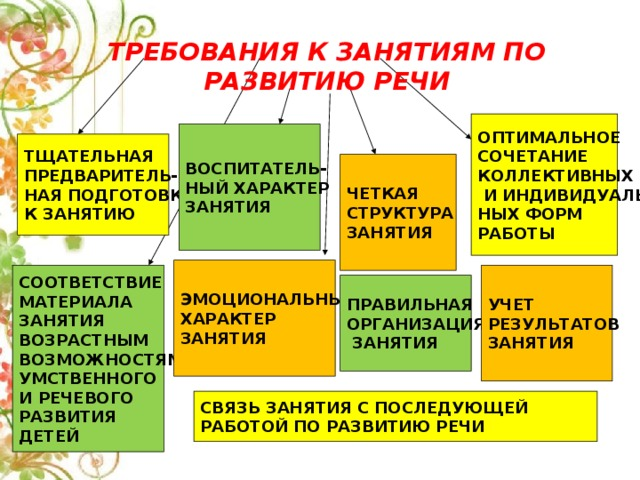 ТРЕБОВАНИЯ К ЗАНЯТИЯМ ПО
РАЗВИТИЮ РЕЧИ
ТЩАТЕЛЬНАЯ
ПРЕДВАРИТЕЛЬ-
НАЯ ПОДГОТОВК
К ЗАНЯТИЮ
ВОСПИТАТЕЛЬ-
НЫЙ ХАРАКТЕР
ЗАНЯТИЯ
ЧЕТКАЯ
СТРУКТУРА
ЗАНЯТИЯ
ОПТИМАЛЬНОЕ
СОЧЕТАНИЕ
КОЛЛЕКТИВНЫХ
И ИНДИВИДУАЛЬ
НЫХ ФОРМ
РАБОТЫ
СООТВЕТСТВИЕ
МАТЕРИАЛА
ЗАНЯТИЯ
ВОЗРАСТНЫМ
ВОЗМОЖНОСТЯМ
УМСТВЕННОГО
И РЕЧЕВОГО
РАЗВИТИЯ
ДЕТЕЙ
ЭМОЦИОНАЛЬНЫ
ХАРАКТЕР
ЗАНЯТИЯ
ПРАВИЛЬНАЯ
ОРГАНИЗАЦИЯ
ЗАНЯТИЯ
УЧЕТ
РЕЗУЛЬТАТОВ
ЗАНЯТИЯ
СВЯЗЬ ЗАНЯТИЯ С ПОСЛЕДУЮЩЕЙ
РАБОТОЙ ПО РАЗВИТИЮ РЕЧИ